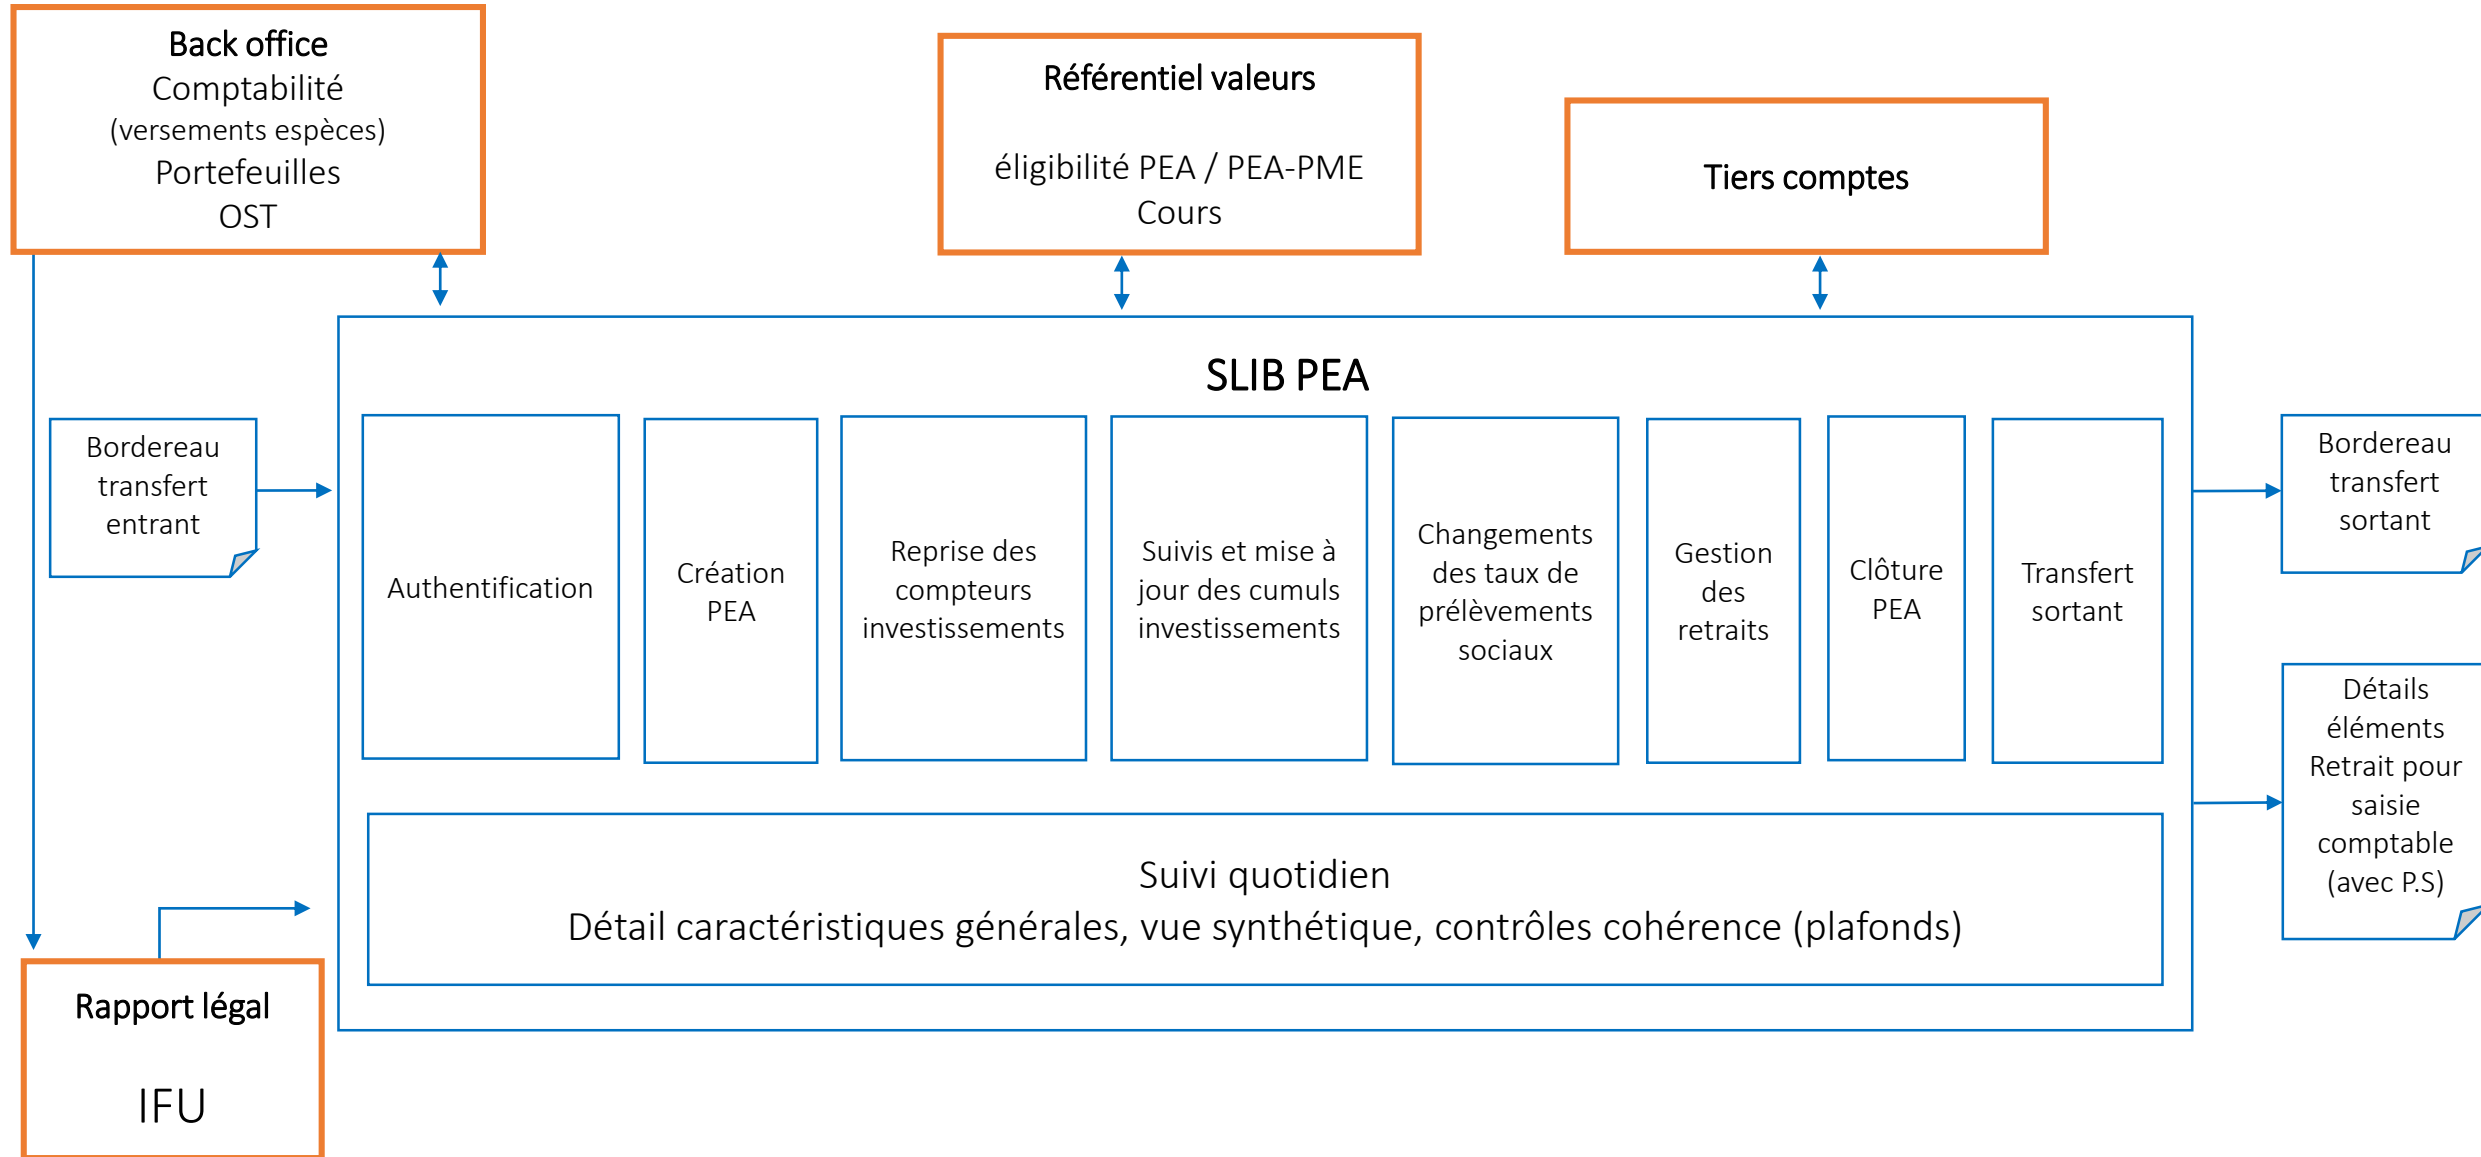 Back office
Comptabilité
(versements espèces)
Portefeuilles
OST
Référentiel valeurs
éligibilité PEA / PEA-PME
Cours
Tiers comptes
SLIB PEA
Bordereau
transfert
entrant
Authentification
Création
PEA
Reprise des
compteurs
investissements
Suivis et mise à
jour des cumuls
investissements
Changements
des taux de
prélèvements
sociaux
Gestion
des
retraits
Clôture
PEA
Transfert
sortant
Bordereau
transfert
sortant
Détails
éléments
Retrait pour
saisie
comptable
(avec P.S)
Suivi quotidien
Détail caractéristiques générales, vue synthétique, contrôles cohérence (plafonds)
Rapport légal
IFU